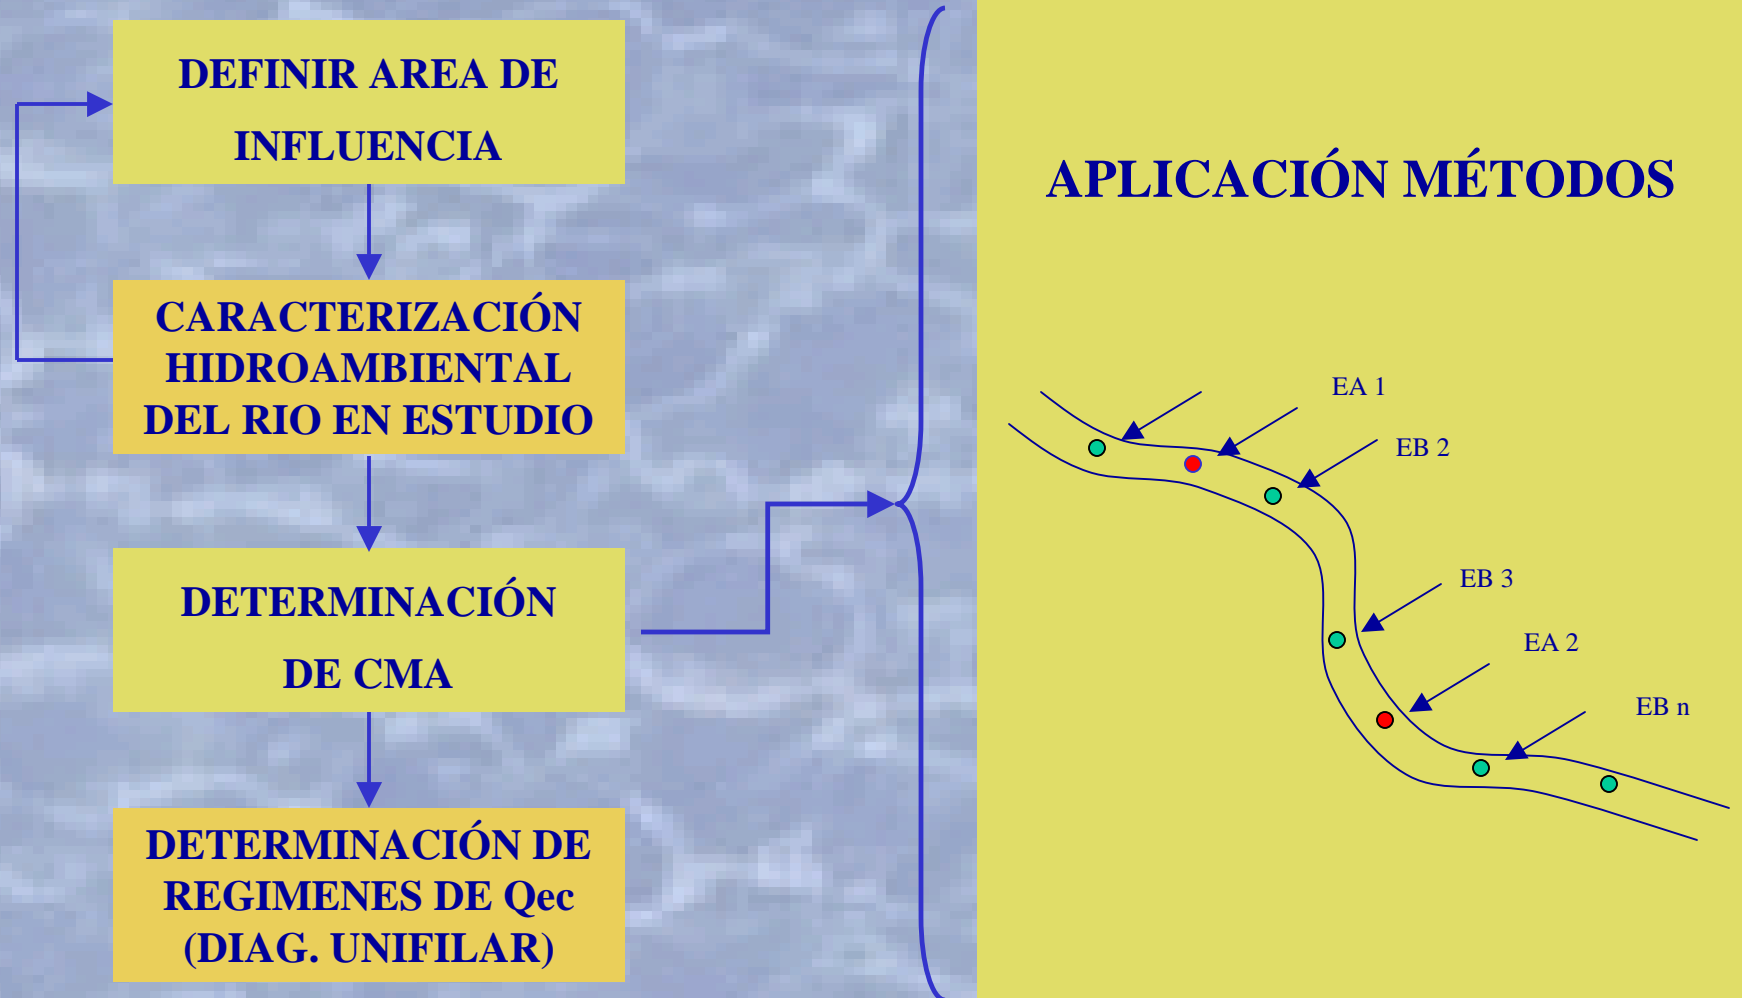 DEFINIR AREA DE
INFLUENCIA
CARACTERIZACIÓN
HIDROAMBIENTAL
DEL RIO EN ESTUDIO
DETERMINACIÓN
DE CMA
DETERMINACIÓN DE
REGIMENES DE Qec
(DIAG. UNIFILAR)
APLICACIÓN MÉTODOS
EA 1
EB 2
EB 3
EA 2
EB n